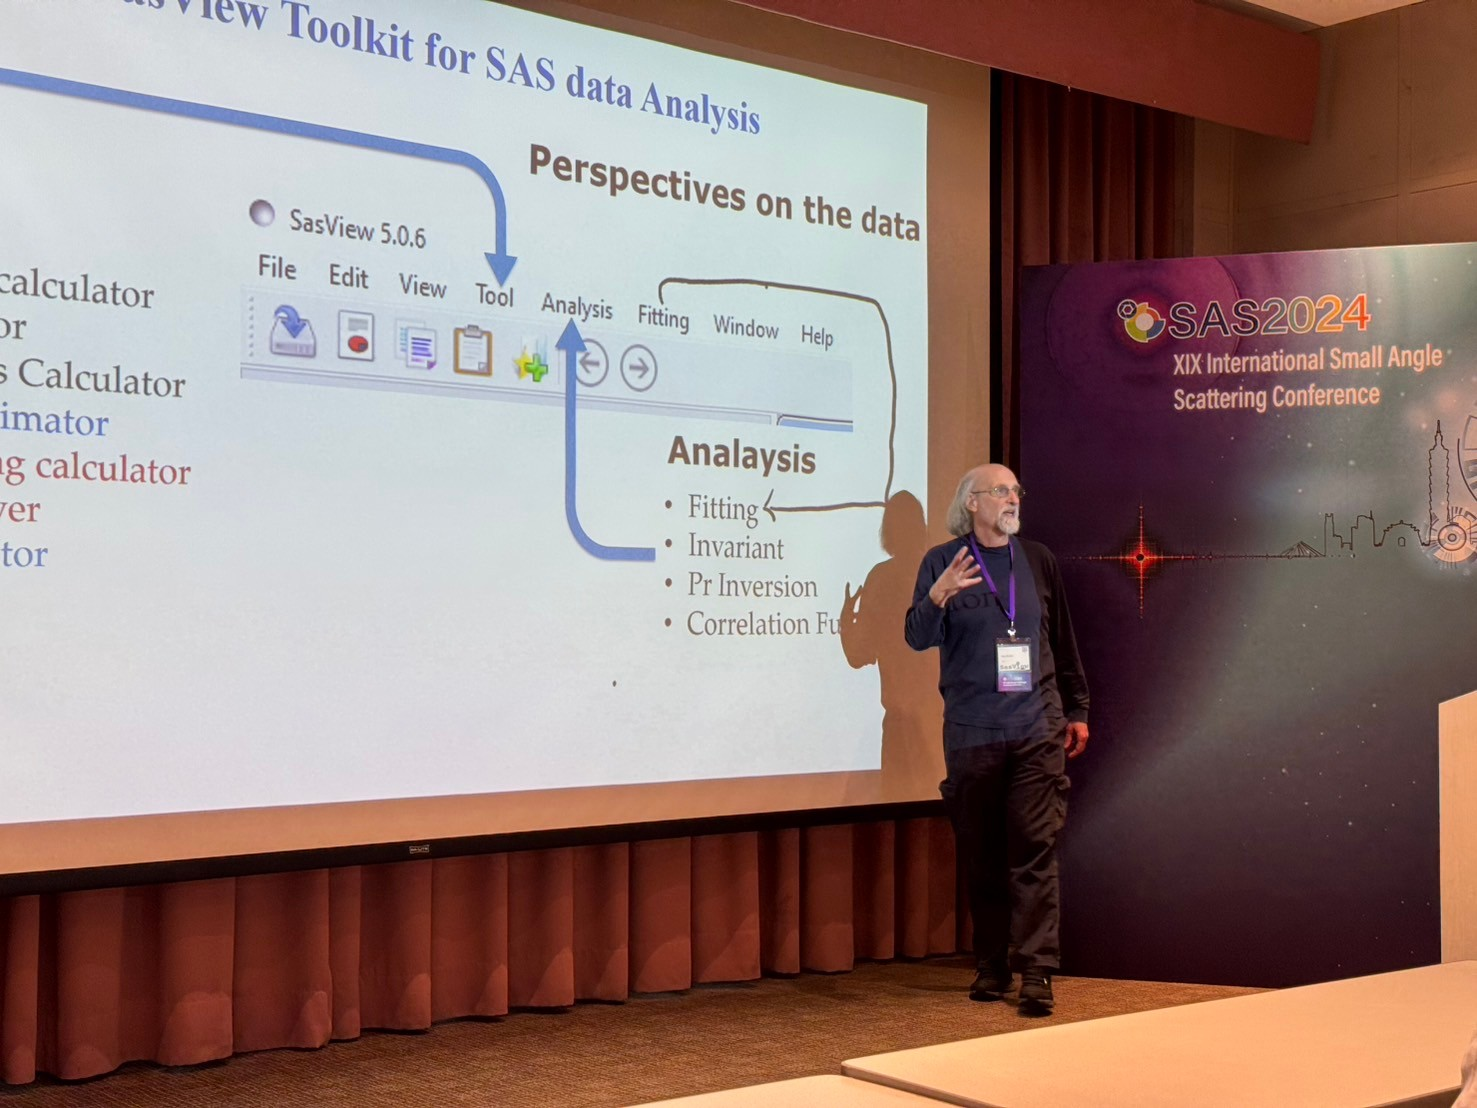 View Toolkit for SAS data Analysis
Perspectives on the data
SasView 5.0.6
File Edit View Tool Analysis Fitting Window Help
calculator
or
s Calculator
imator
ng calculator
ver
tor
Analaysis
• Fitting
• Invariant
• Pr Inversion
• Correlation Fu
SAS2024
XIX International Small Angle
Scattering Conference